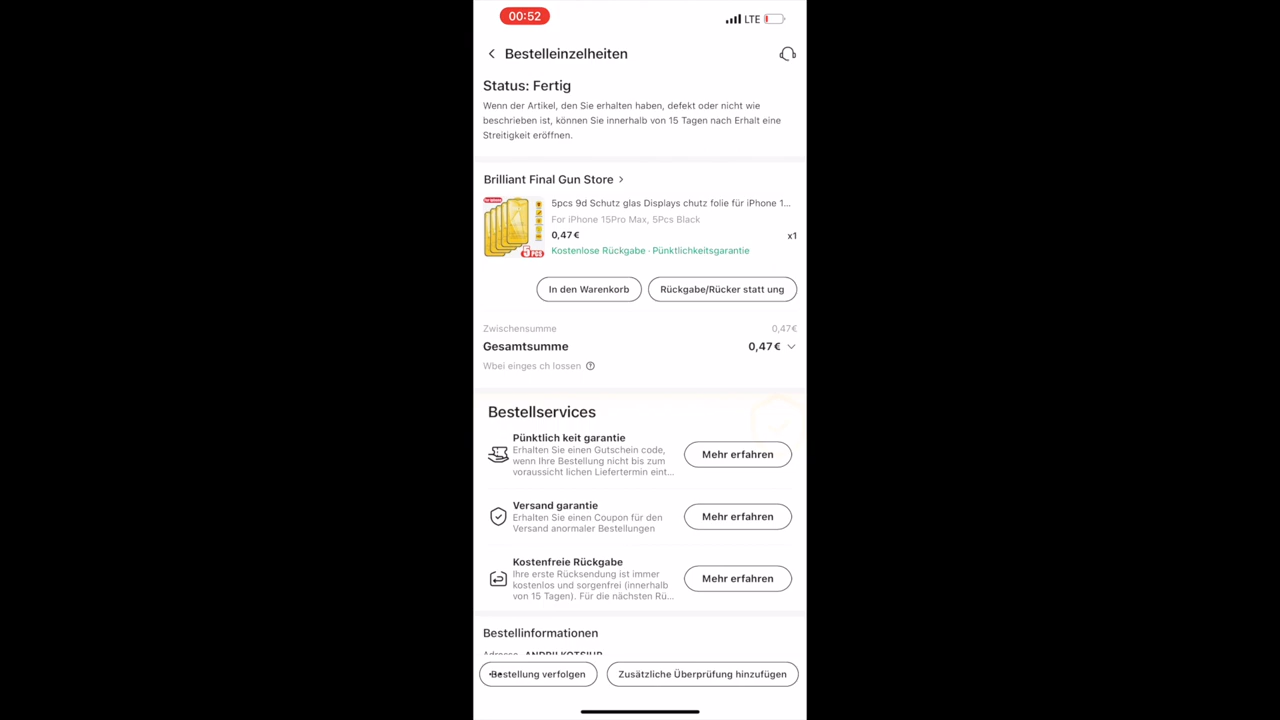 00:52
LTE
Bestelleinzelheiten
Status: Fertig
Wenn der Artikel, den Sie erhalten haben, defekt oder nicht wie
beschrieben ist, können Sie innerhalb von 15 Tagen nach Erhalt eine
Streitigkeit eröffnen.
Brilliant Final Gun Store
5pcs 9d Schutz glas Displays chutz folie für iPhone 1...
For iPhone 15Pro Max, 5Pcs Black
0,47€
x1
Kostenlose Rückgabe · Pünktlichkeitsgarantie
5 PCS
In den Warenkorb
Rückgabe/Rücker statt ung
Zwischensumme
0,47€
Gesamtsumme
0,47€
Wbei einges ch lossen
Bestellservices
Pünktlich keit garantie
Erhalten Sie einen Gutschein code,
wenn Ihre Bestellung nicht bis zum
voraussicht lichen Liefertermin eint...
Mehr erfahren
Versand garantie
Erhalten Sie einen Coupon für den
Versand anormaler Bestellungen
Mehr erfahren
Kostenfreie Rückgabe
Ihre erste Rücksendung ist immer
kostenlos und sorgenfrei (innerhalb
von 15 Tagen). Für die nächsten Rü...
Mehr erfahren
Bestellinformationen
Adresse
Bestellung verfolgen
Zusätzliche Überprüfung hinzufügen